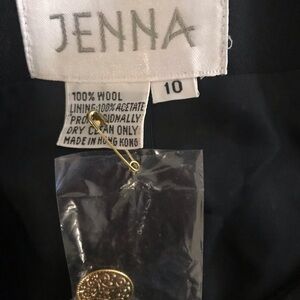 JENNA
10
100% WOOL
LINING 100% ACETATE
PROFESSIONALLY
DRY CLEAN ONLY
MADE IN HONG KONG